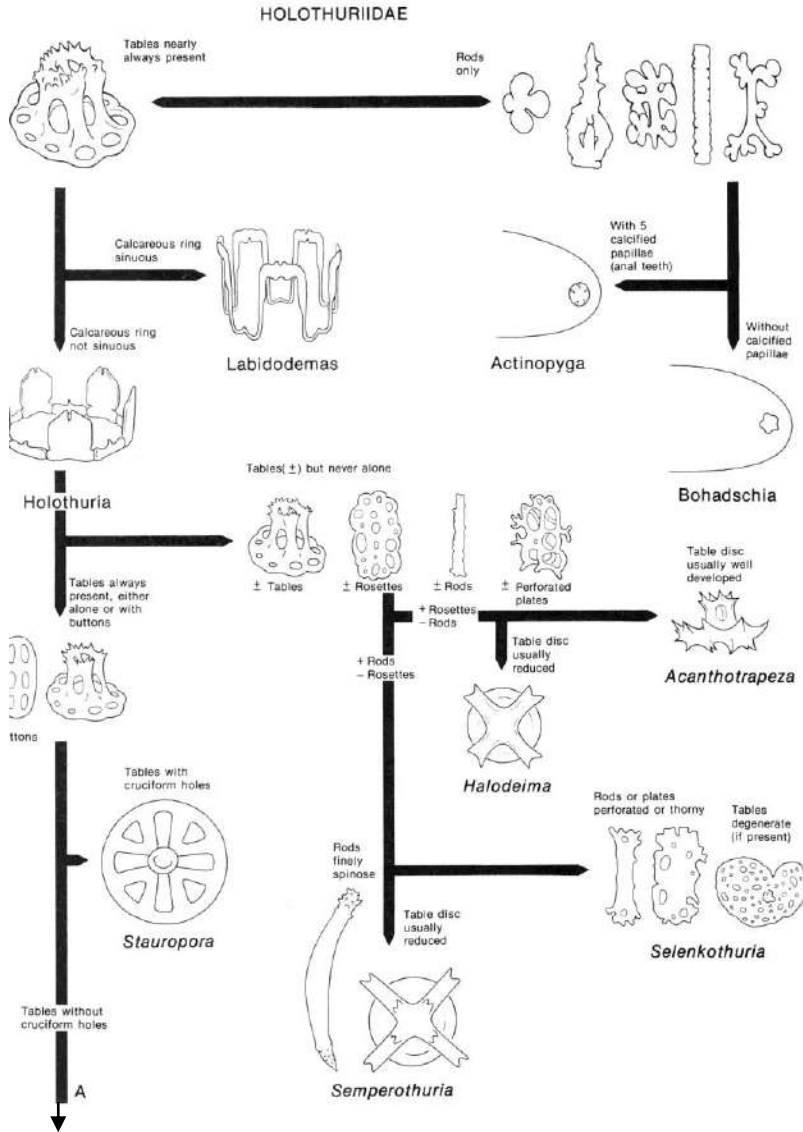 HOLOTHURIIDAE
Tables nearly
always present
Rods
only
Calcareous ring
sinuous
With 5
calcified
papillae
(anal teeth)
Calcareous ring
not sinuous
Without
calcified
papillae
Labidodemas
Actinopyga
Holothuria
Bohadschia
Tables(±) but never alone
± Tables
± Rosettes
± Rods
± Perforated
plates
Table disc
usually well
developed
Tables always
present, either
alone or with
buttons
+ Rosettes
− Rods
Table disc
usually
reduced
Acanthotrapeza
+ Rods
− Rosettes
ttons
Halodeima
Tables with
cruciform holes
Rods or plates
perforated or thorny
Tables
degenerate
(if present)
Rods
finely
spinose
Table disc
usually
reduced
Stauropora
Selenkothuria
Tables without
cruciform holes
A
Semperothuria